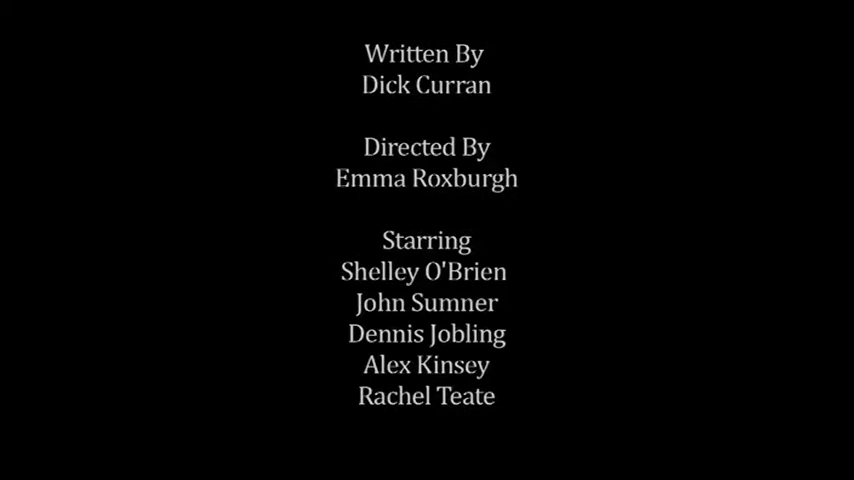 Written By
Dick Curran
Directed By
Emma Roxburgh
Starring
Shelley O'Brien
John Sumner
Dennis Jobling
Alex Kinsey
Rachel Teate